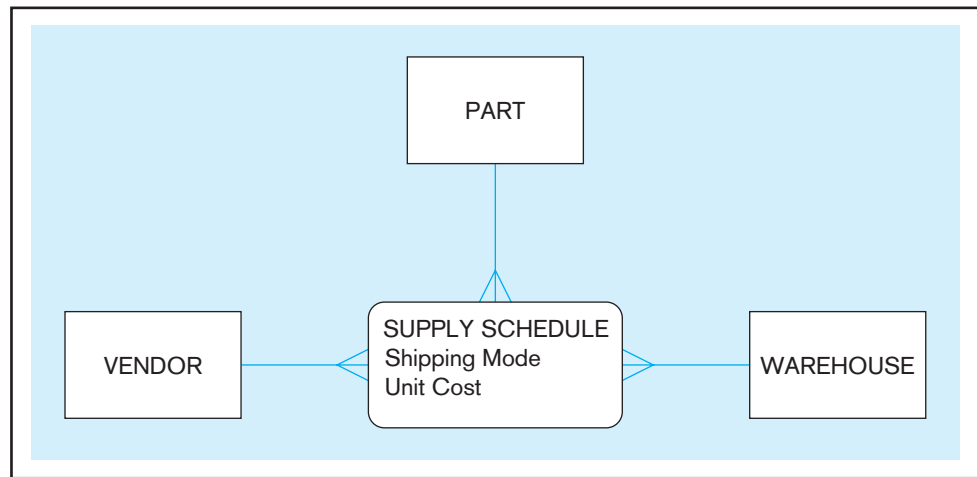 PART
SUPPLY SCHEDULE
Shipping Mode
Unit Cost
VENDOR
WAREHOUSE